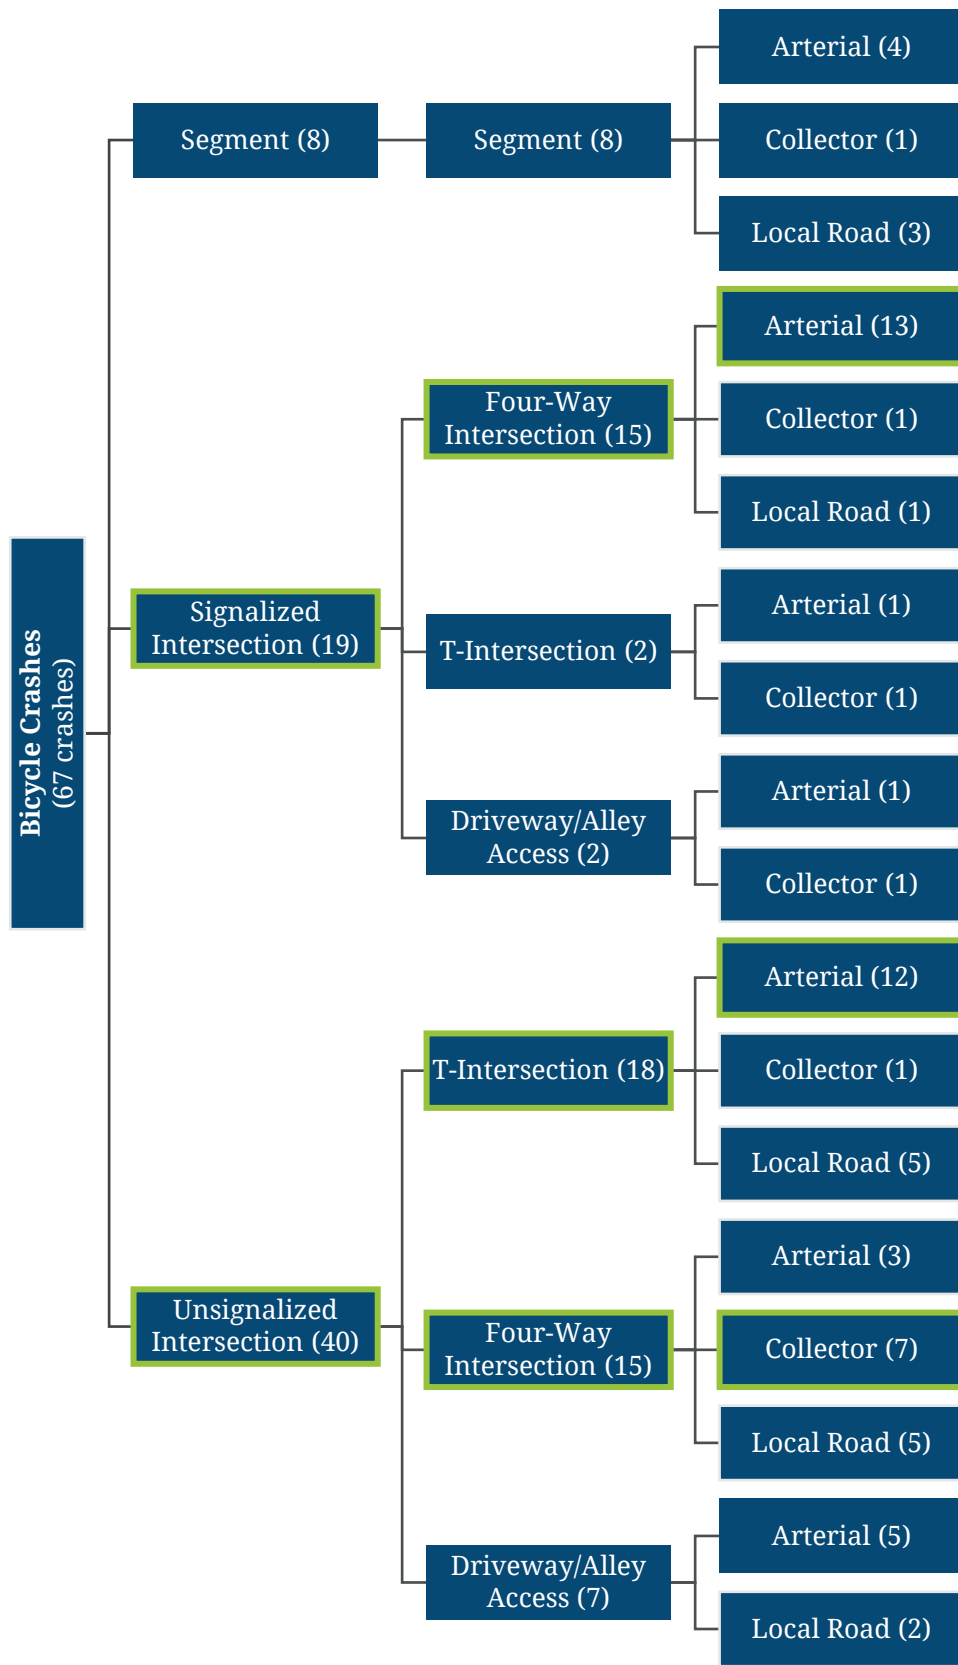 Bicycle Crashes
(67 crashes)
Segment (8)
Segment (8)
Arterial (4)
Collector (1)
Local Road (3)
Signalized
Intersection (19)
Four-Way
Intersection (15)
Arterial (13)
Collector (1)
Local Road (1)
T-Intersection (2)
Arterial (1)
Collector (1)
Driveway/Alley
Access (2)
Arterial (1)
Collector (1)
Unsignalized
Intersection (40)
T-Intersection (18)
Arterial (12)
Collector (1)
Local Road (5)
Four-Way
Intersection (15)
Arterial (3)
Collector (7)
Local Road (5)
Driveway/Alley
Access (7)
Arterial (5)
Local Road (2)